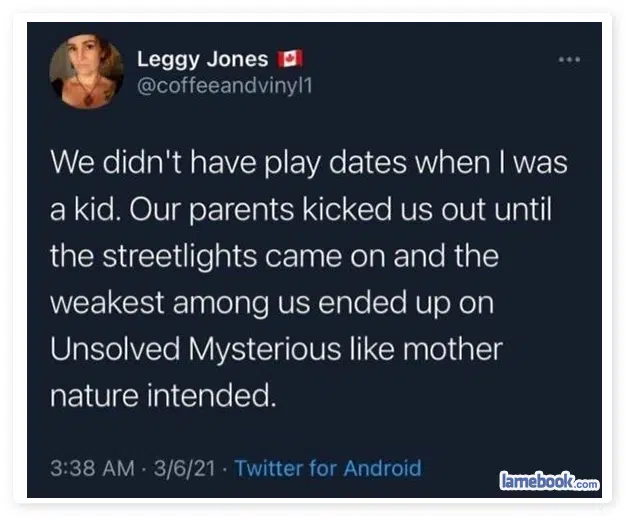 Leggy Jones 🇨🇦
@coffeeandvinyl1
We didn't have play dates when I was
a kid. Our parents kicked us out until
the streetlights came on and the
weakest among us ended up on
Unsolved Mysterious like mother
nature intended.
3:38 AM · 3/6/21 · Twitter for Android
lamebook.com